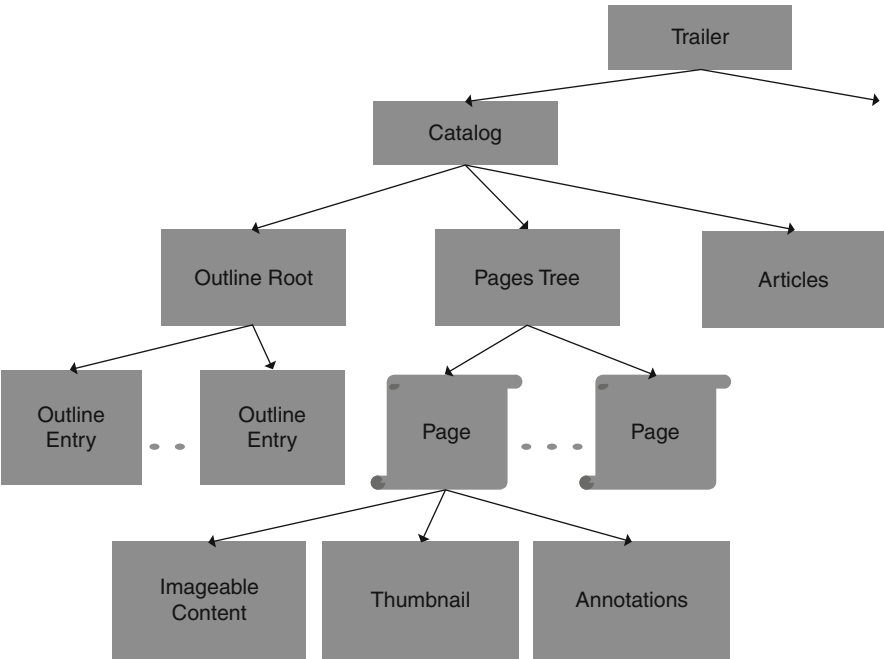 Trailer
Catalog
Outline Root
Pages Tree
Articles
Outline
Entry
Outline
Entry
Page
Page
Imageable
Content
Thumbnail
Annotations